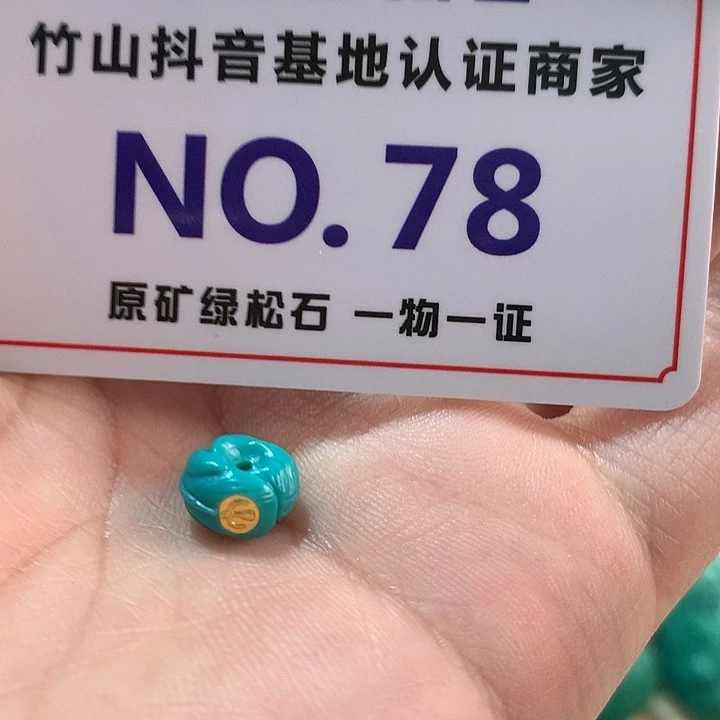 竹山抖音基地认证商家
NO. 78
原矿绿松石 一物一证